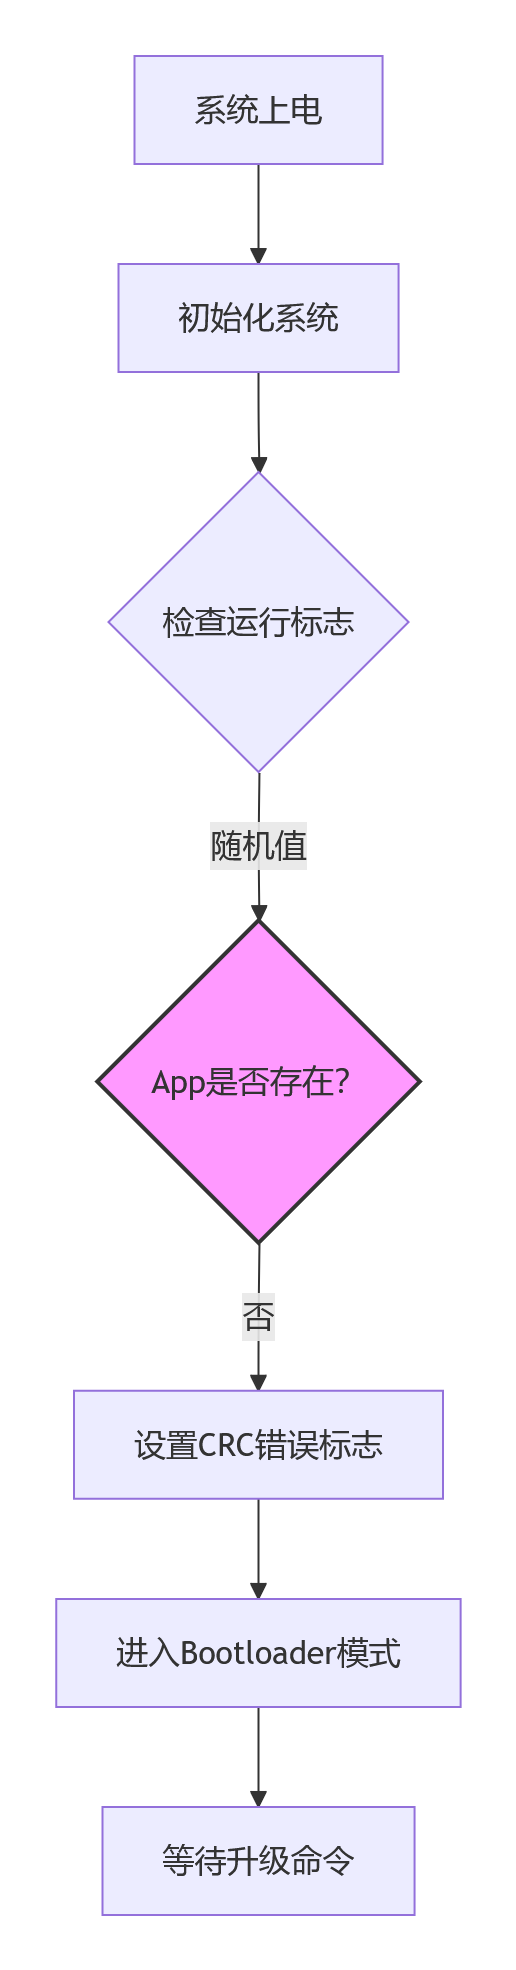 系统上电
初始化系统
检查运行标志
随机值
App是否存在？
否
设置CRC错误标志
进入Bootloader模式
等待升级命令